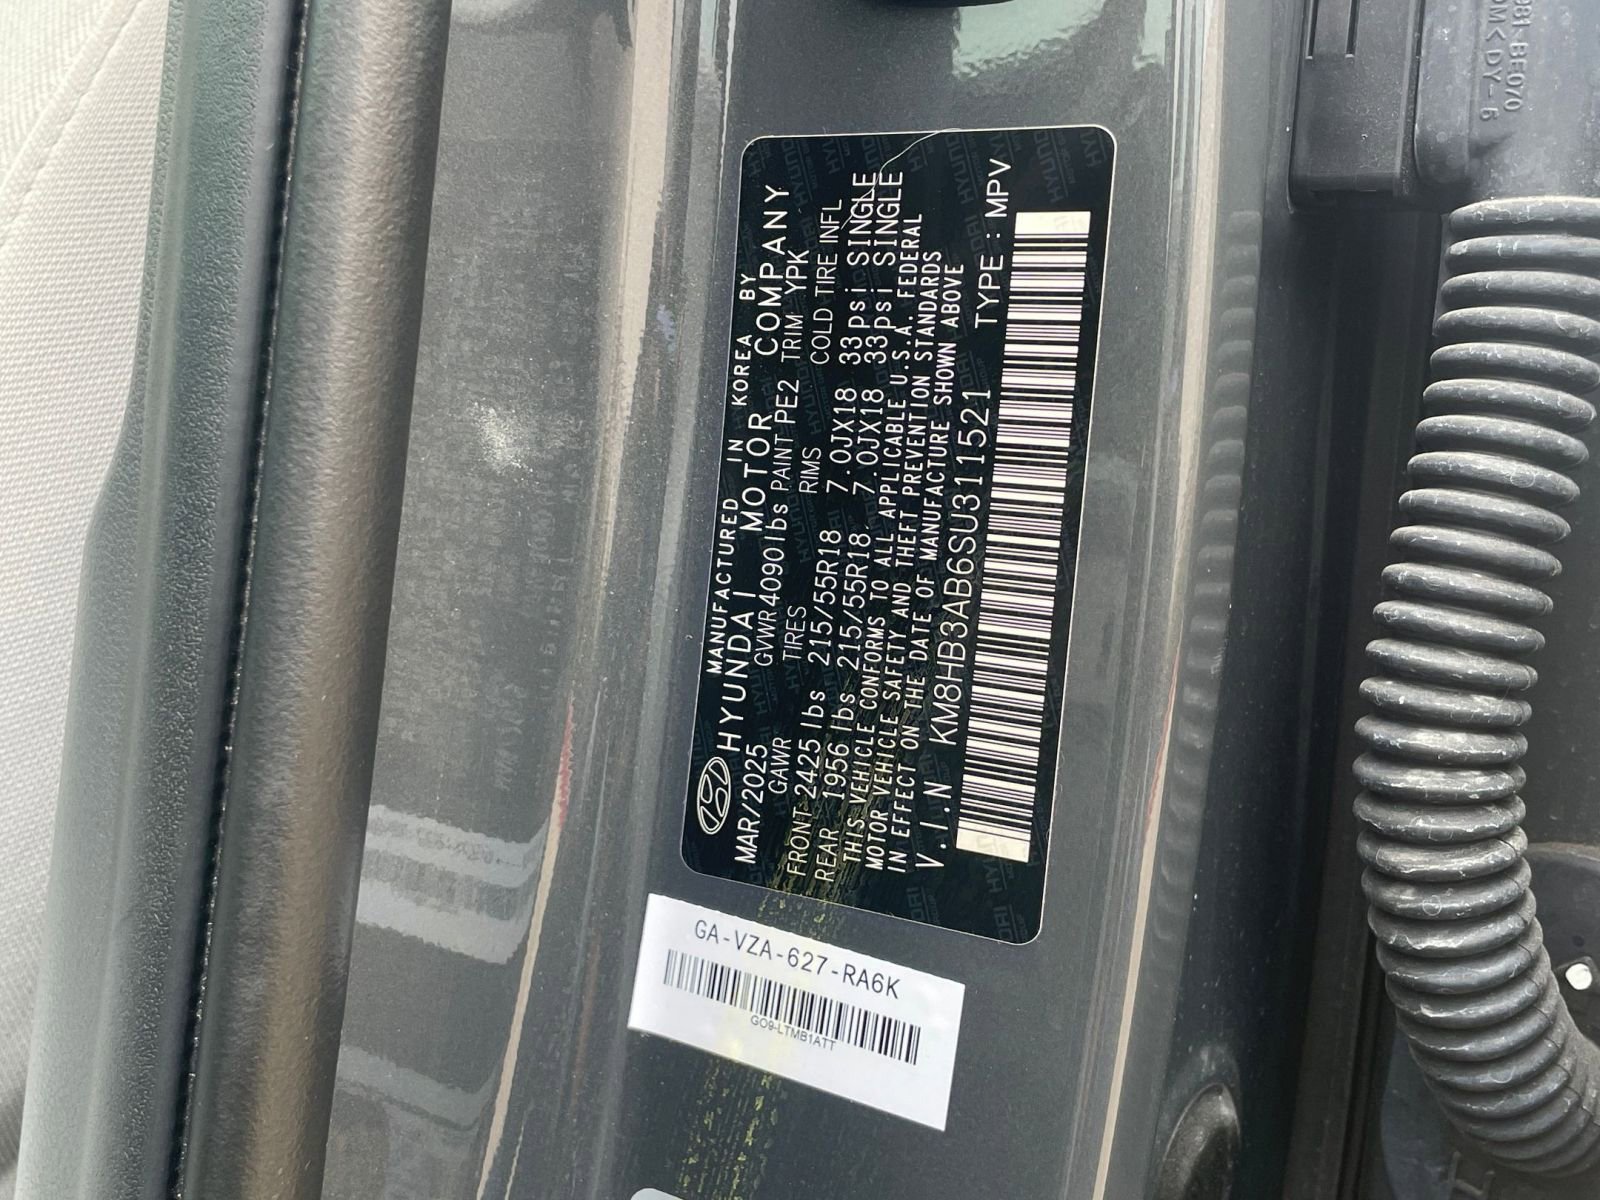 MANUFACTURED IN KOREA BY
HYUNDAI MOTOR COMPANY
MAR/2025 GVWR4090lbs PAINT PE2 TRIM YPK
GAWR TIRES RIMS COLD TIRE INFL
FRONT 2425 lbs 215/55R18 7.0JX18 33psi SINGLE
REAR 1956 lbs 215/55R18 7.0JX18 33psi SINGLE
THIS VEHICLE CONFORMS TO ALL APPLICABLE U.S.A. FEDERAL
MOTOR VEHICLE SAFETY AND THEFT PREVENTION STANDARDS
IN EFFECT ON THE DATE OF MANUFACTURE SHOWN ABOVE
V.I.N KM8HB3AB6SU311521 TYPE : MPV
GA-VZA-627-RA6K
GO9-LTMB1ATT
981-BE070